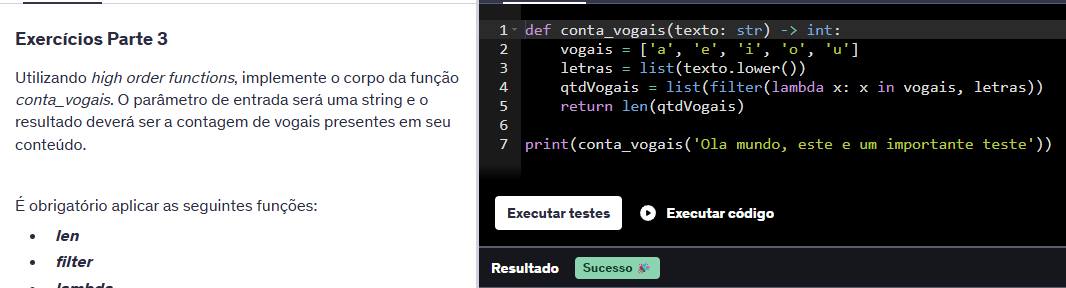 Exercícios Parte 3
Utilizando high order functions, implemente o corpo da função
conta_vogais. O parâmetro de entrada será uma string e o
resultado deverá ser a contagem de vogais presentes em seu
conteúdo.
É obrigatório aplicar as seguintes funções:
• len
• filter
• lambda
1 def conta_vogais(texto: str) -> int:
2     vogais = ['a', 'e', 'i', 'o', 'u']
3     letras = list(texto.lower())
4     qtdVogais = list(filter(lambda x: x in vogais, letras))
5     return len(qtdVogais)
6
7 print(conta_vogais('Ola mundo, este e um importante teste'))
Executar testes
Executar código
Resultado
Sucesso 🎉